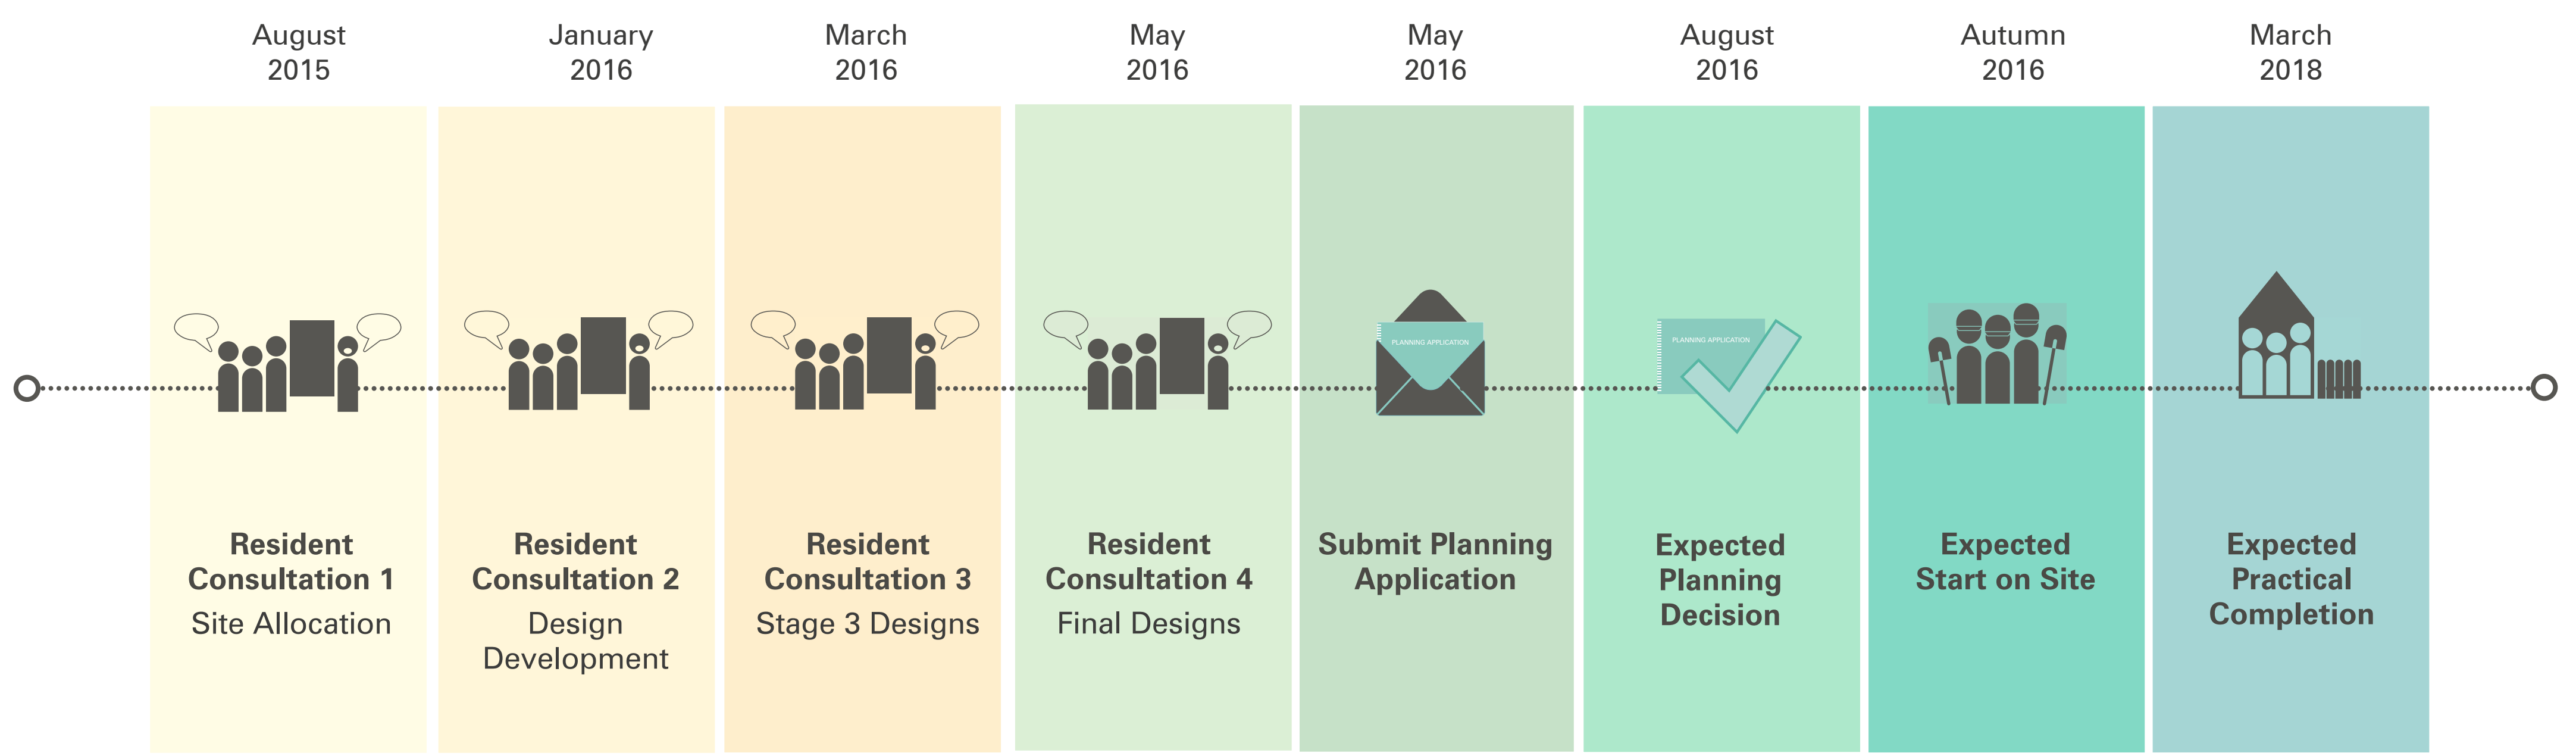 August
2015
January
2016
March
2016
May
2016
May
2016
August
2016
Autumn
2016
March
2018
PLANNING APPLICATION
PLANNING APPLICATION
Resident
Consultation 1
Site Allocation
Resident
Consultation 2
Design
Development
Resident
Consultation 3
Stage 3 Designs
Resident
Consultation 4
Final Designs
Submit Planning
Application
Expected
Planning
Decision
Expected
Start on Site
Expected
Practical
Completion